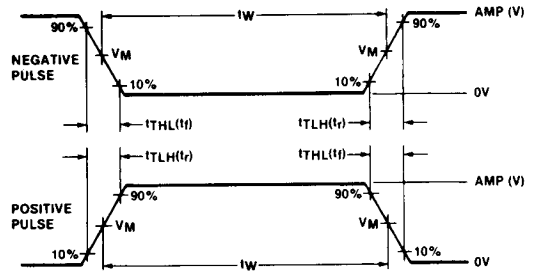 tW
AMP (V)
90%
90%
NEGATIVE
PULSE
VM
VM
10%
10%
0V
tTHL(tf)
tTLH(tr)
tTLH(tr)
tTHL(tf)
AMP (V)
90%
90%
POSITIVE
PULSE
VM
VM
10%
10%
0V
tW